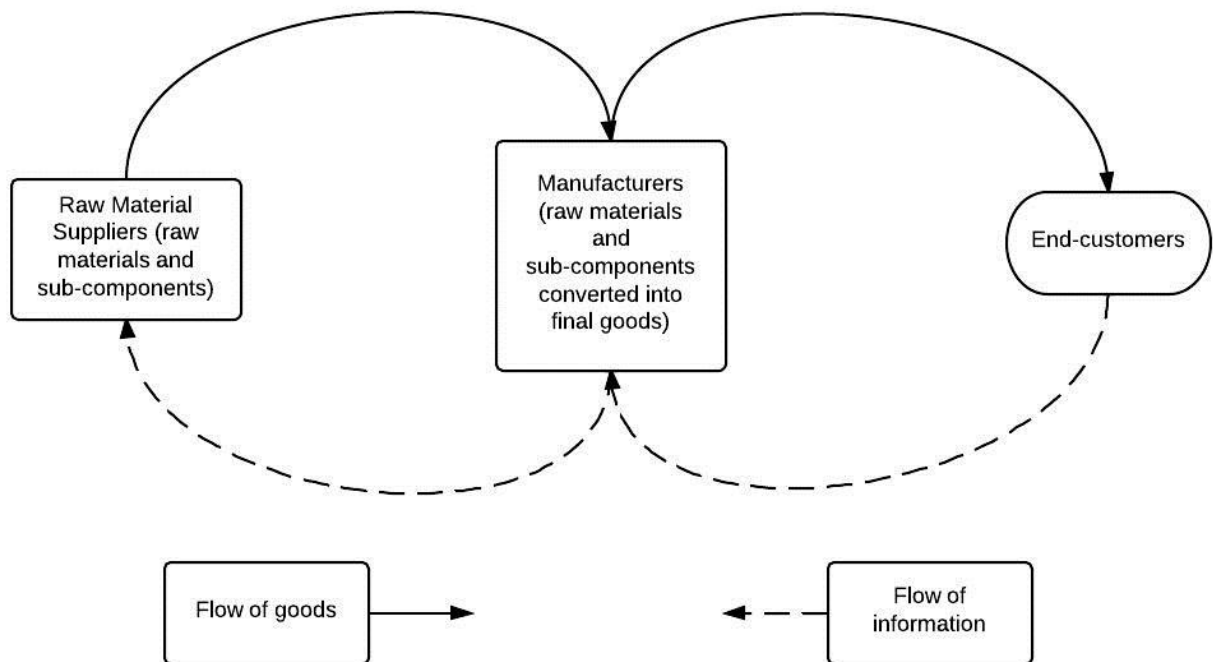 Raw Material
Suppliers (raw
materials and
sub-components)
Manufacturers
(raw materials
and
sub-components
converted into
final goods)
End-customers
Flow of goods
Flow of
information